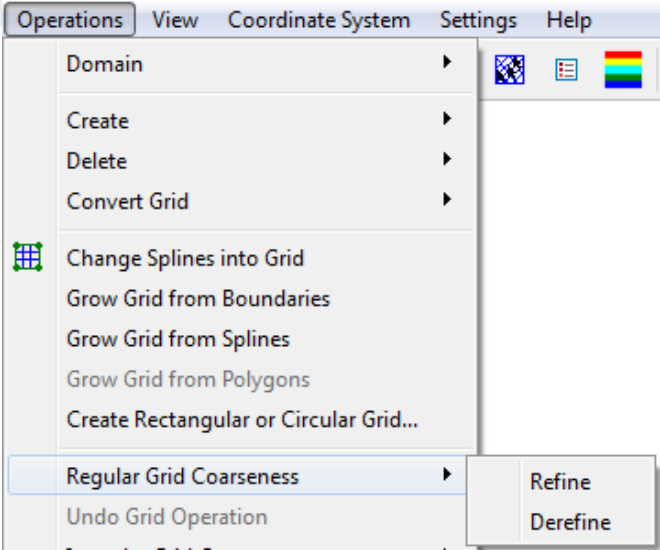 Operations View Coordinate System Settings Help
Domain
Create
Delete
Convert Grid
Change Splines into Grid
Grow Grid from Boundaries
Grow Grid from Splines
Grow Grid from Polygons
Create Rectangular or Circular Grid...
Regular Grid Coarseness
Refine
Undo Grid Operation
Derefine